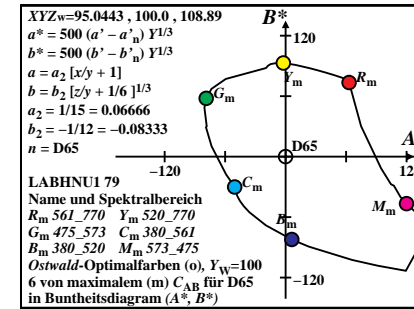 XYZw=95.0443, 100.0, 108.89
a* = 500 (a' – a'n) Y1/3
b* = 500 (b' – b'n) Y1/3
a = a2 [x/y + 1]
b = b2 [z/y + 1/6 ]1/3
a2 = 1/15 = 0.06666
b2 = –1/12 = –0.08333
n = D65
LABHNU1 79
Name und Spektralbereich
Rm 561_770 Ym 520_770
Gm 475_573 Cm 380_561
Bm 380_520 Mm 573_475
Ostwald-Optimalfarben (o), YW=100
6 von maximalem (m) CAB für D65
in Buntheitsdiagram (A*, B*)
B*
120
Ym
Rm
Gm
D65
A
–120
12
Cm
Mm
Bm
–120